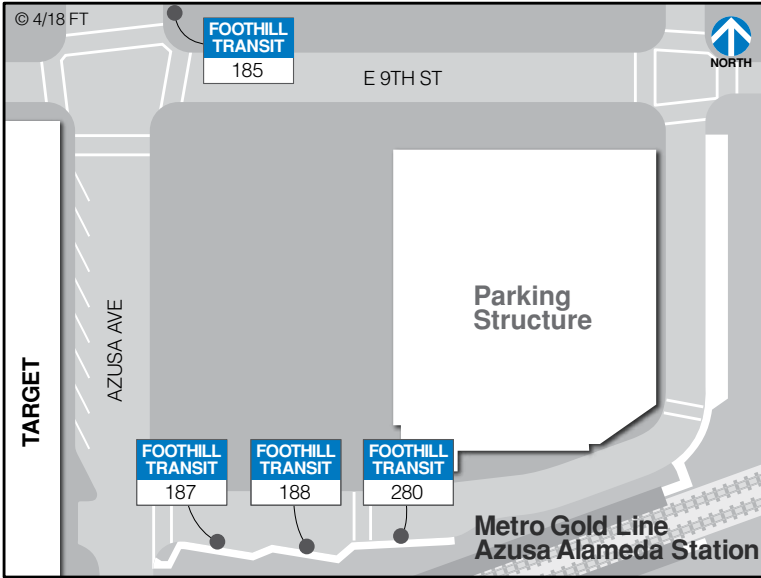 © 4/18 FT
FOOTHILL
TRANSIT
185
NORTH
E 9TH ST
Parking
Structure
AZUSA AVE
TARGET
FOOTHILL
TRANSIT
187
FOOTHILL
TRANSIT
188
FOOTHILL
TRANSIT
280
Metro Gold Line
Azusa Alameda Station